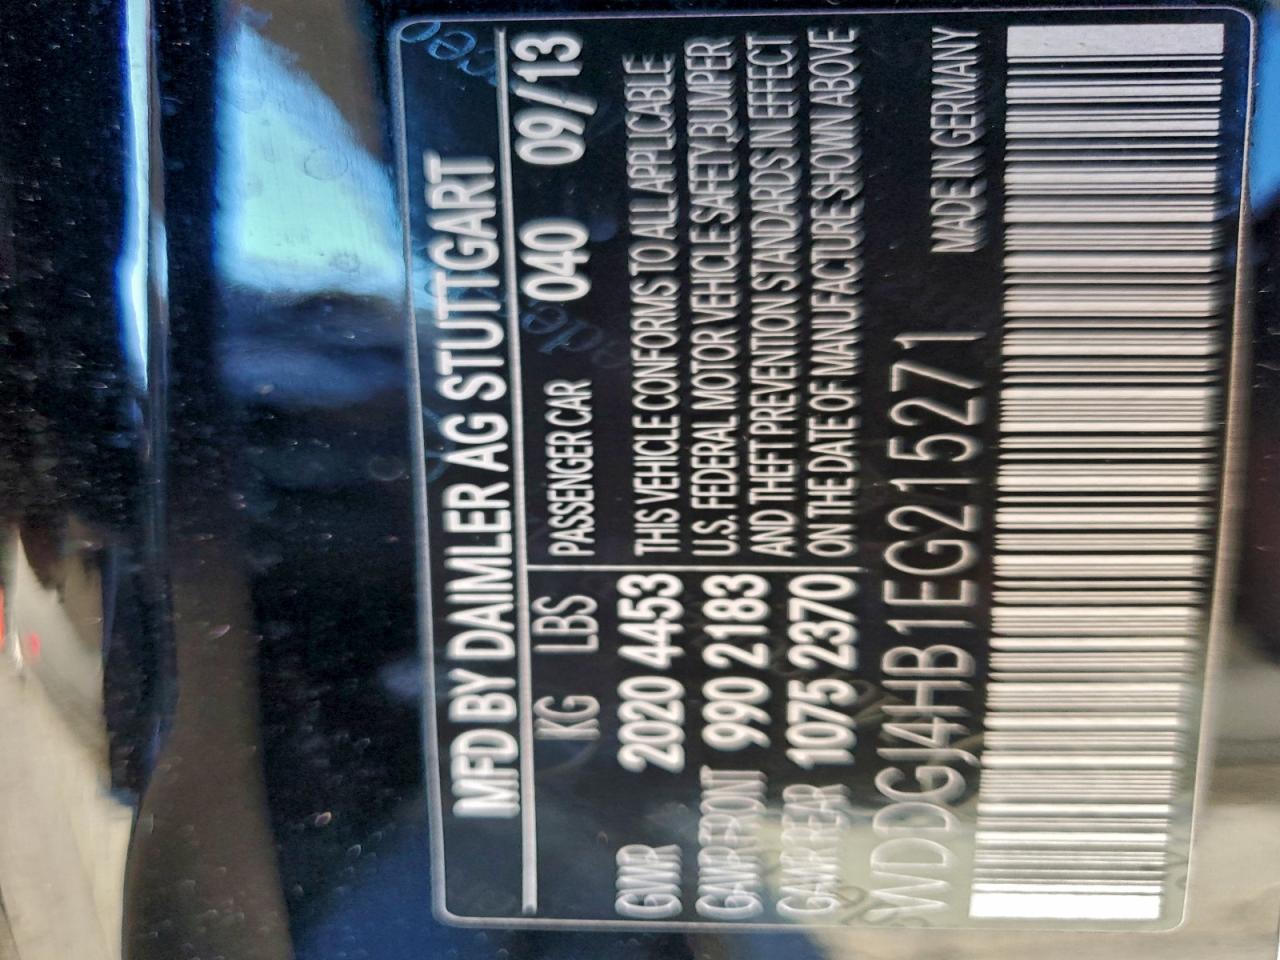 MFD BY DAIMLER AG STUTTGART
KG LBS PASSENGER CAR 040 09/13
GVWR 2020 4453
GAWR FRONT 990 2183
GAWR REAR 1075 2370
THIS VEHICLE CONFORMS TO ALL APPLICABLE
U.S. FEDERAL MOTOR VEHICLE SAFETY, BUMPER
AND THEFT PREVENTION STANDARDS IN EFFECT
ON THE DATE OF MANUFACTURE SHOWN ABOVE
WDDGJ4HB1EG215271 MADE IN GERMANY